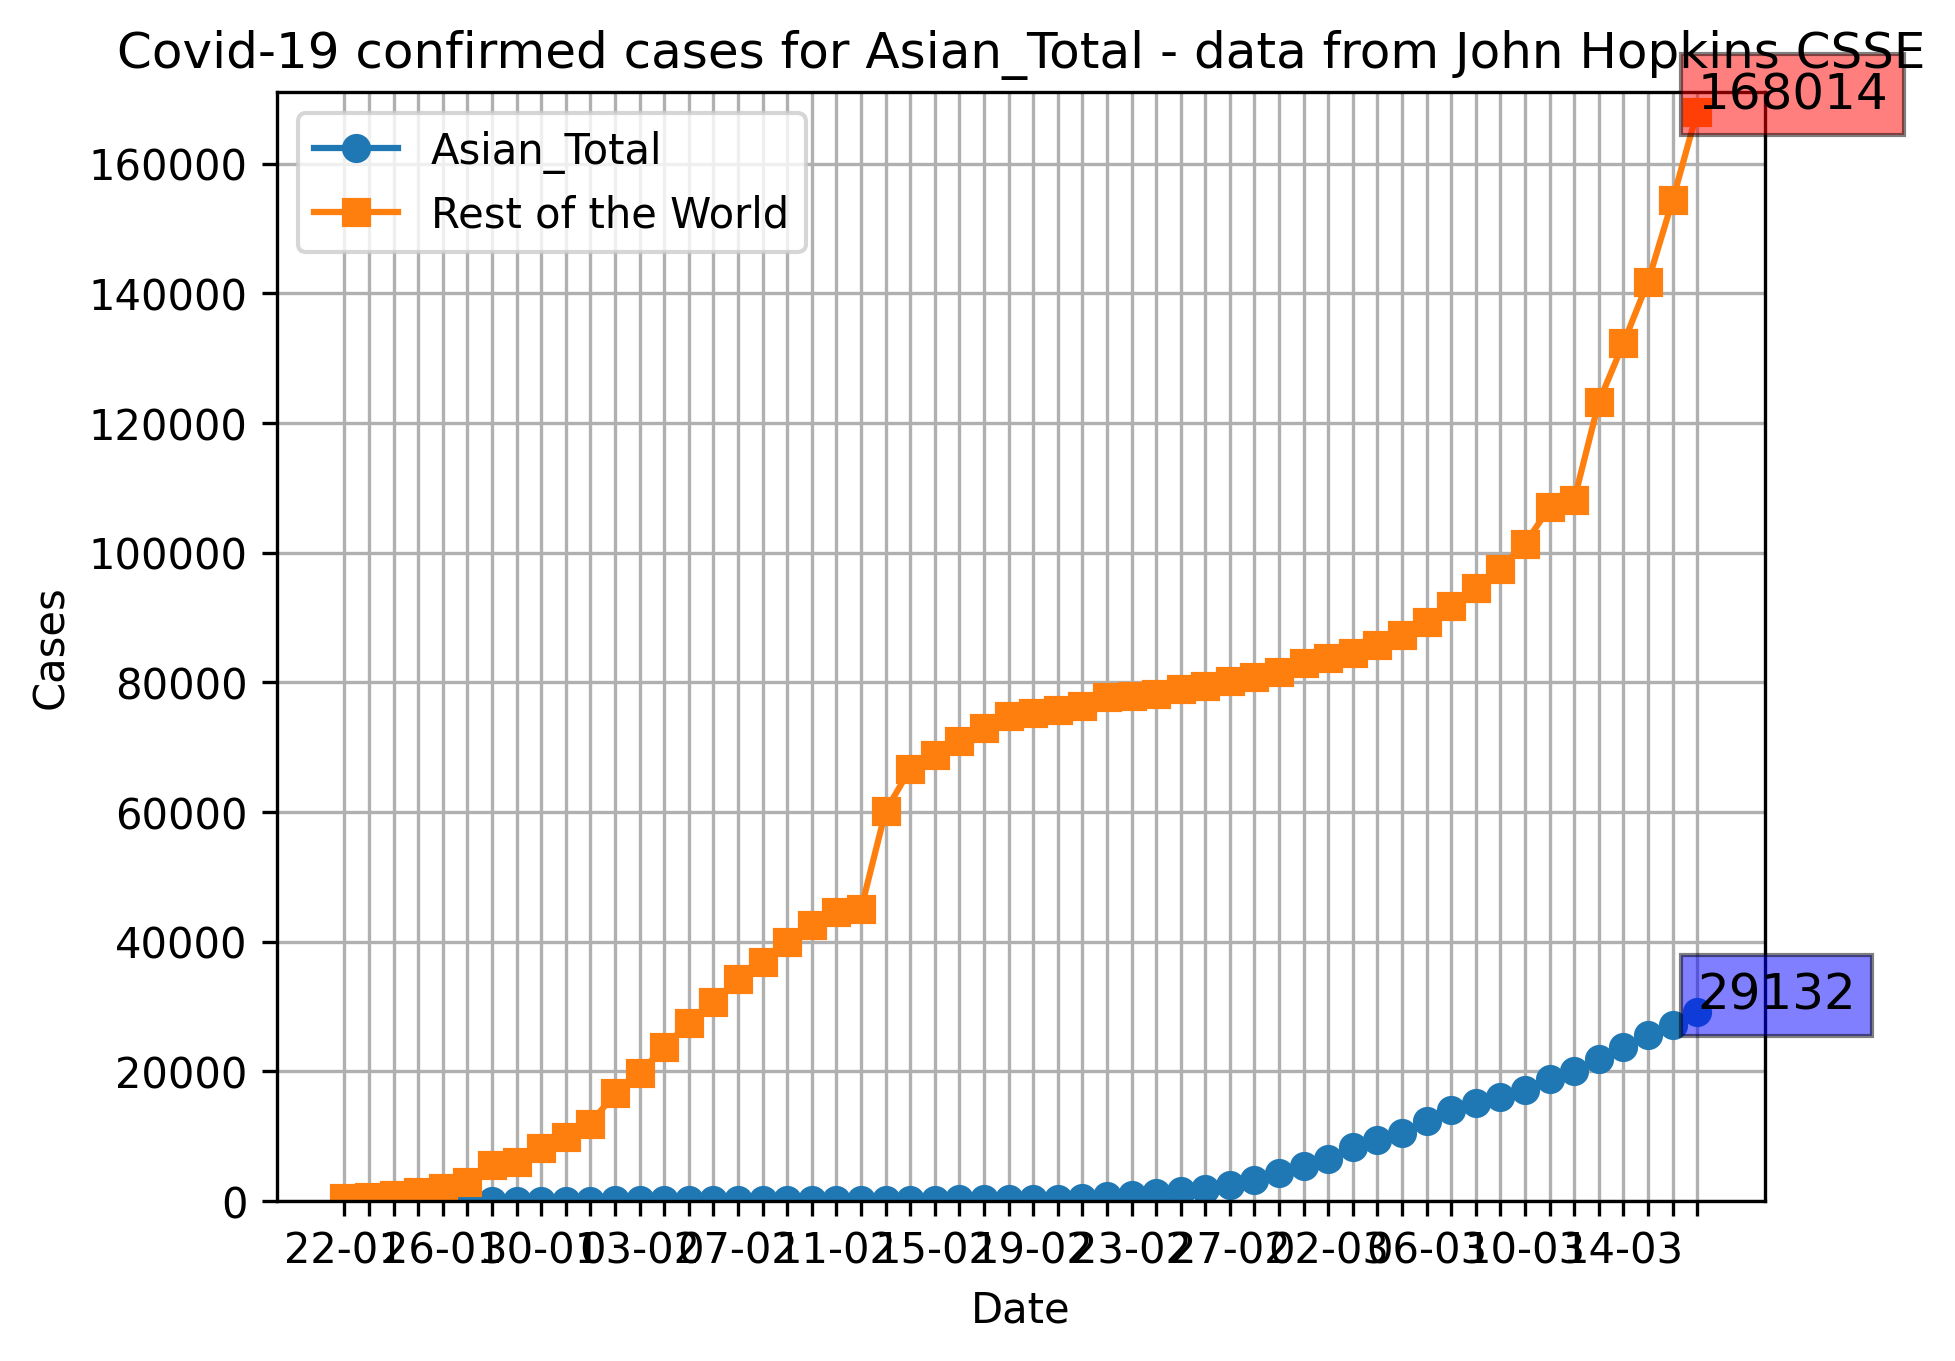 Covid-19 confirmed cases for Asian_Total - data from John Hopkins CSSE
168014
Asian_Total
Rest of the World
160000
140000
120000
100000
80000
60000
40000
20000
0
29132
Cases
22-01 26-01 30-01 03-02 07-02 11-02 15-02 19-02 23-02 27-02 02-03 06-03 10-03 14-03
Date